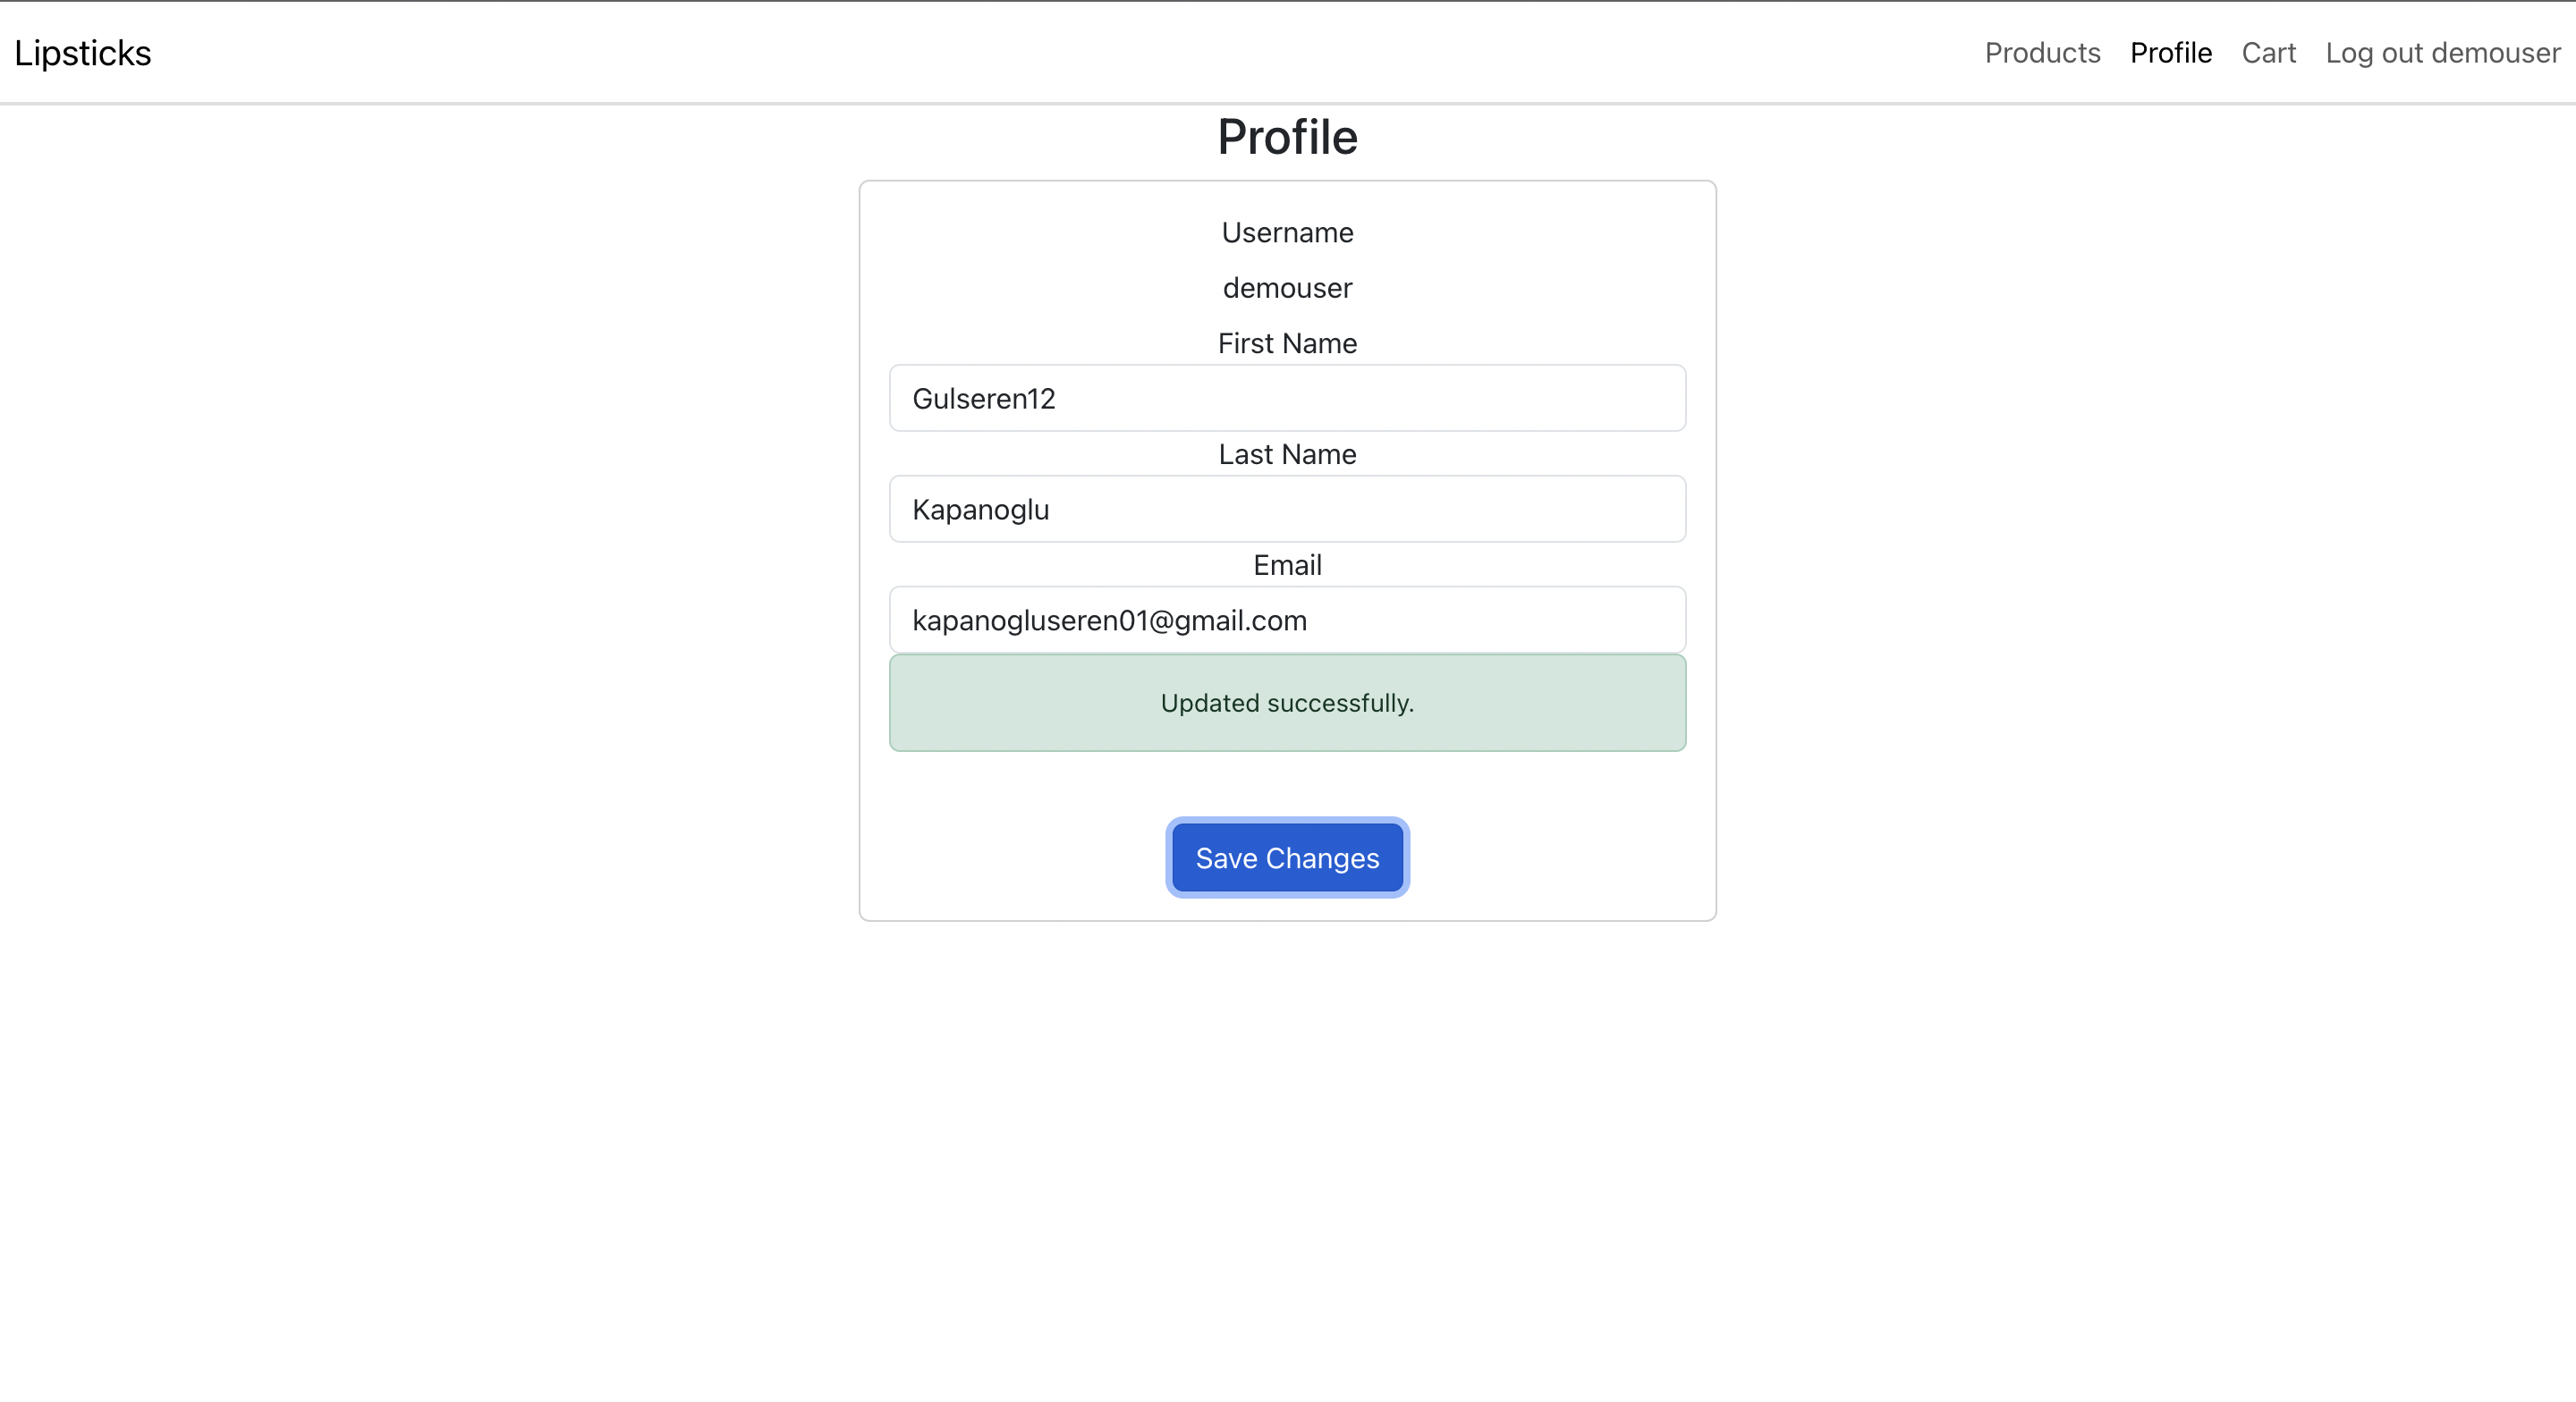 Lipsticks
Products Profile Cart Log out demouser
Profile
Username
demouser
First Name
Gulseren12
Last Name
Kapanoglu
Email
kapanogluseren01@gmail.com
Updated successfully.
Save Changes